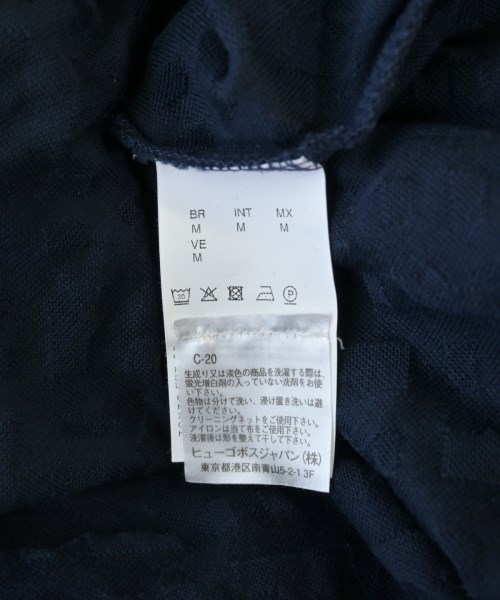 BR INT MX
M M M
VE
M
30 P
C-20
生成り又は淡色の商品を洗濯する際は、
蛍光増白剤の入っていない洗剤をお使
い下さい。
色物は分けて洗い、浸け置き洗いは避
けてください。
クリーニングネットをご使用下さい。
アイロンは当て布をご使用下さい。
洗濯後は形を整えて干して下さい。
ヒューゴボスジャパン(株)
東京都港区南青山5-2-1 3F